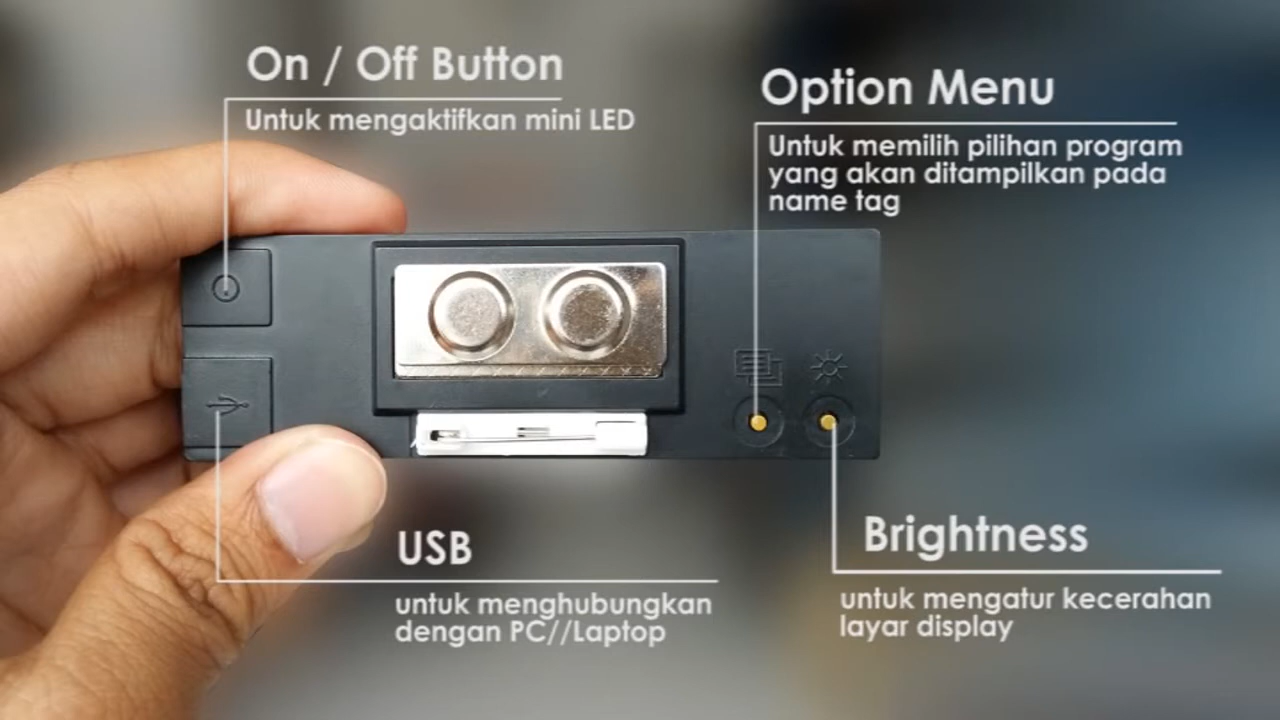 On / Off Button
Untuk mengaktifkan mini LED
Option Menu
Untuk memilih pilihan program
yang akan ditampilkan pada
name tag
USB
untuk menghubungkan
dengan PC//Laptop
Brightness
untuk mengatur kecerahan
layar display